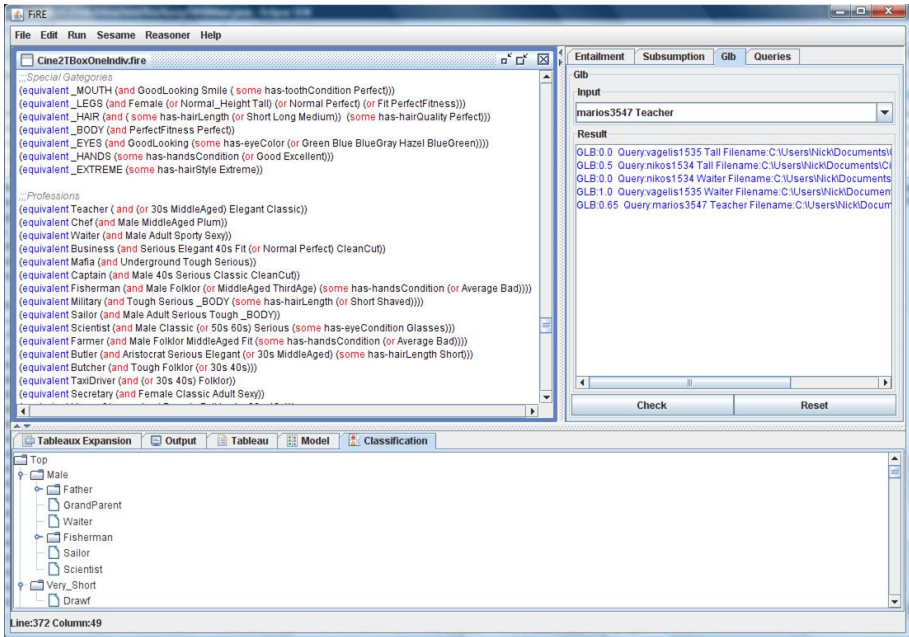 FiRE
File Edit Run Sesame Reasoner Help
Cine2TBoxOneIndiv.fire
;;;Special Gategories
(equivalent _MOUTH (and GoodLooking Smile ( some has-toothCondition Perfect)))
(equivalent _LEGS (and Female (or Normal_Height Tall) (or Normal Perfect) (or Fit PerfectFitness)))
(equivalent _HAIR (and ( some has-hairLength (or Short Long Medium)) (some has-hairQuality Perfect)))
(equivalent _BODY (and PerfectFitness Perfect))
(equivalent _EYES (and GoodLooking (some has-eyeColor (or Green Blue BlueGray Hazel BlueGreen))))
(equivalent _HANDS (some has-handsCondition (or Good Excellent)))
(equivalent _EXTREME (some has-hairStyle Extreme))
;;;Professions
(equivalent Teacher ( and (or 30s MiddleAged) Elegant Classic))
(equivalent Chef (and Male MiddleAged Plum))
(equivalent Waiter (and Male Adult Sporty Sexy))
(equivalent Business (and Serious Elegant 40s Fit (or Normal Perfect) CleanCut))
(equivalent Mafia (and Underground Tough Serious))
(equivalent Captain (and Male 40s Serious Classic CleanCut))
(equivalent Fisherman (and Male Folklor (or MiddleAged ThirdAge) (some has-handsCondition (or Average Bad))))
(equivalent Military (and Tough Serious _BODY (some has-hairLength (or Short Shaved))))
(equivalent Sailor (and Male Adult Serious Tough _BODY))
(equivalent Scientist (and Male Classic (or 50s 60s) Serious (some has-eyeCondition Glasses)))
(equivalent Farmer (and Male Folklor MiddleAged Fit (some has-handsCondition (or Average Bad))))
(equivalent Butler (and Aristocrat Serious Elegant (or 30s MiddleAged) (some has-hairLength Short)))
(equivalent Butcher (and Tough Folklor (or 30s 40s)))
(equivalent TaxiDriver (and (or 30s 40s) Folklor))
(equivalent Secretary (and Female Classic Adult Sexy))
Entailment Subsumption Glb Queries
Glb
Input
marios3547 Teacher
Result
GLB:0.0 Query:vagelis1535 Tall Filename:C:\Users\Nick\Documents\
GLB:0.5 Query:nikos1534 Tall Filename:C:\Users\Nick\Documents\Ci
GLB:0.0 Query:nikos1534 Waiter Filename:C:\Users\Nick\Documents
GLB:1.0 Query:vagelis1535 Waiter Filename:C:\Users\Nick\Documen
GLB:0.65 Query:marios3547 Teacher Filename:C:\Users\Nick\Docum
Check Reset
Tableaux Expansion Output Tableau Model Classification
Top
Male
Father
GrandParent
Waiter
Fisherman
Sailor
Scientist
Very_Short
Drawf
Line:372 Column:49